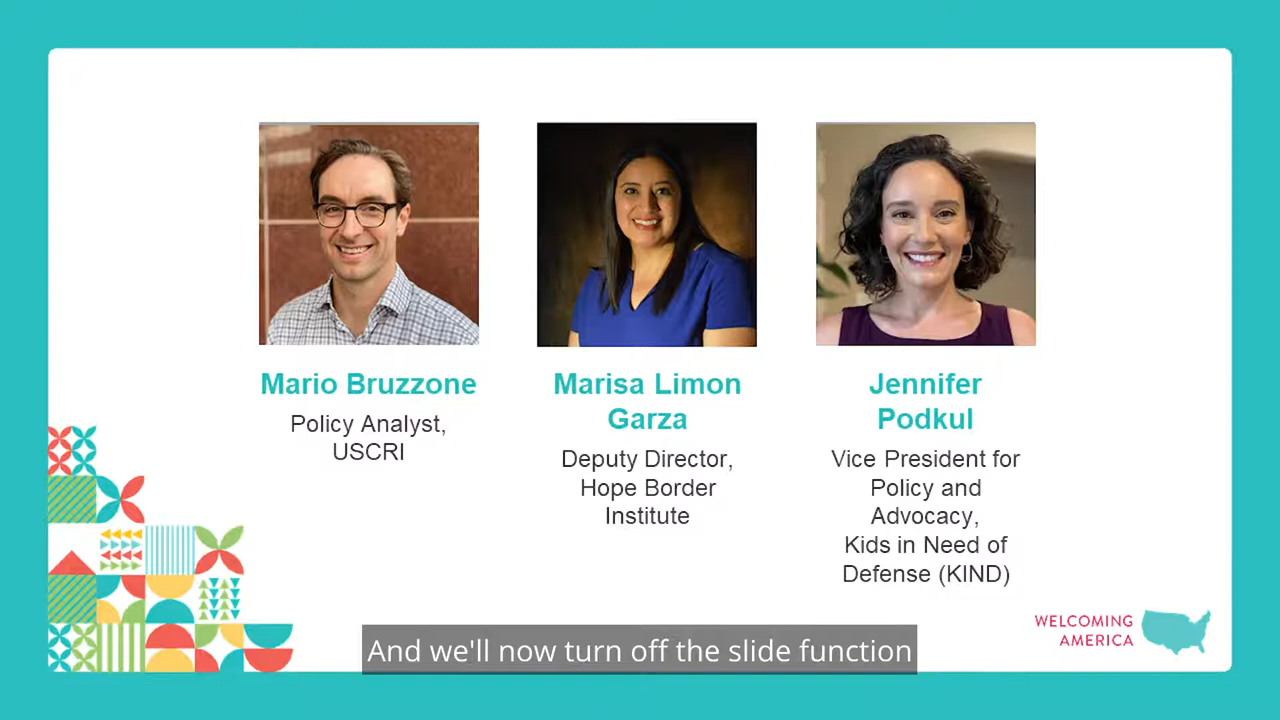 Mario Bruzzone
Policy Analyst,
USCRI
Marisa Limon
Garza
Deputy Director,
Hope Border
Institute
Jennifer
Podkul
Vice President for
Policy and
Advocacy,
Kids in Need of
Defense (KIND)
WELCOMING
AMERICA
And we'll now turn off the slide function